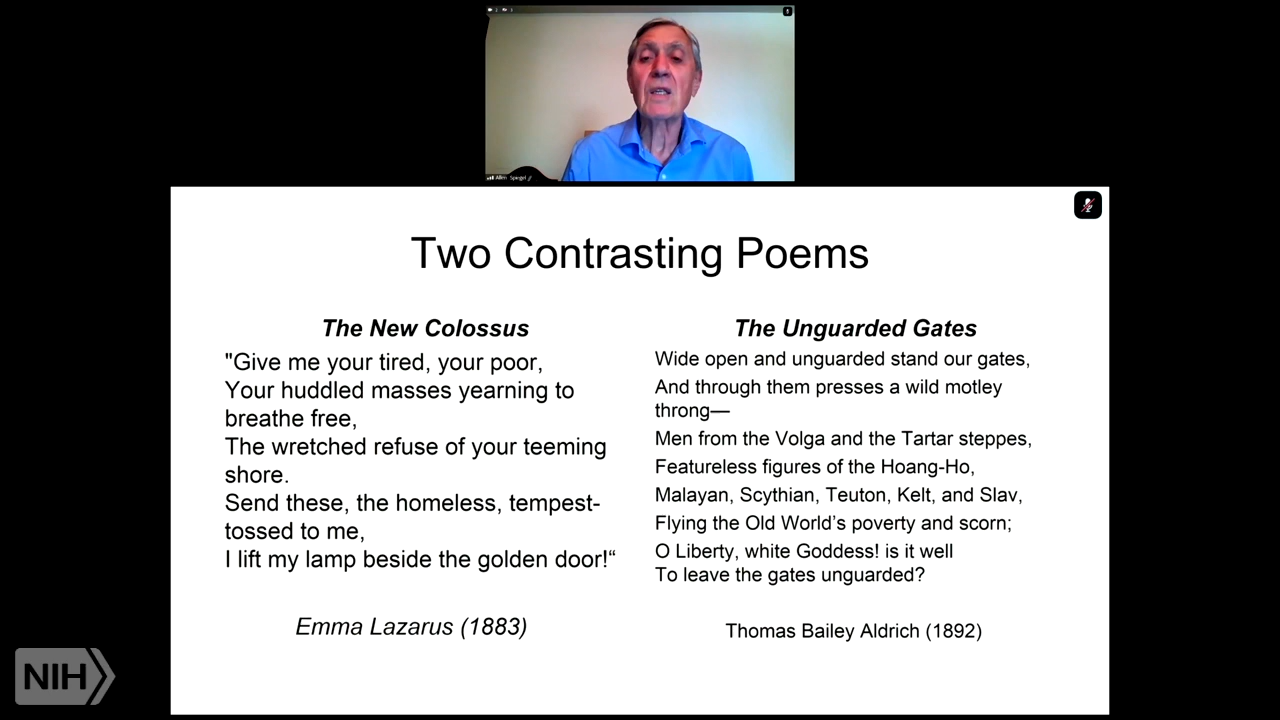 Allen Spiegel
Two Contrasting Poems
The New Colossus
"Give me your tired, your poor,
Your huddled masses yearning to
breathe free,
The wretched refuse of your teeming
shore.
Send these, the homeless, tempest-
tossed to me,
I lift my lamp beside the golden door!“
Emma Lazarus (1883)
The Unguarded Gates
Wide open and unguarded stand our gates,
And through them presses a wild motley
throng—
Men from the Volga and the Tartar steppes,
Featureless figures of the Hoang-Ho,
Malayan, Scythian, Teuton, Kelt, and Slav,
Flying the Old World’s poverty and scorn;
O Liberty, white Goddess! is it well
To leave the gates unguarded?
Thomas Bailey Aldrich (1892)
NIH